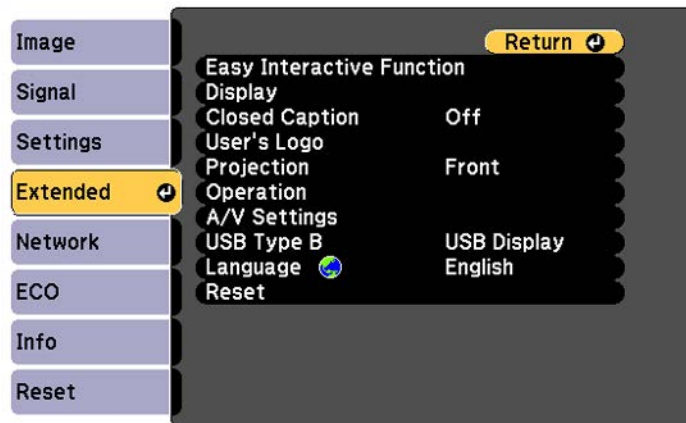 Image
Signal
Settings
Extended
Network
ECO
Info
Reset
Return
Easy Interactive Function
Display
Closed Caption Off
User's Logo
Projection Front
Operation
A/V Settings
USB Type B USB Display
Language English
Reset